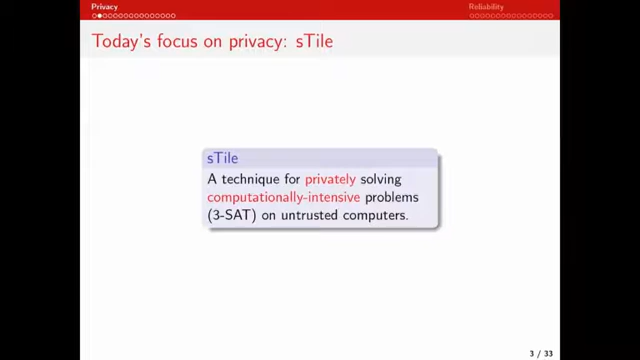 Privacy
Reliability
Today's focus on privacy: sTile
sTile
A technique for privately solving
computationally-intensive problems
(3-SAT) on untrusted computers.
3 / 33